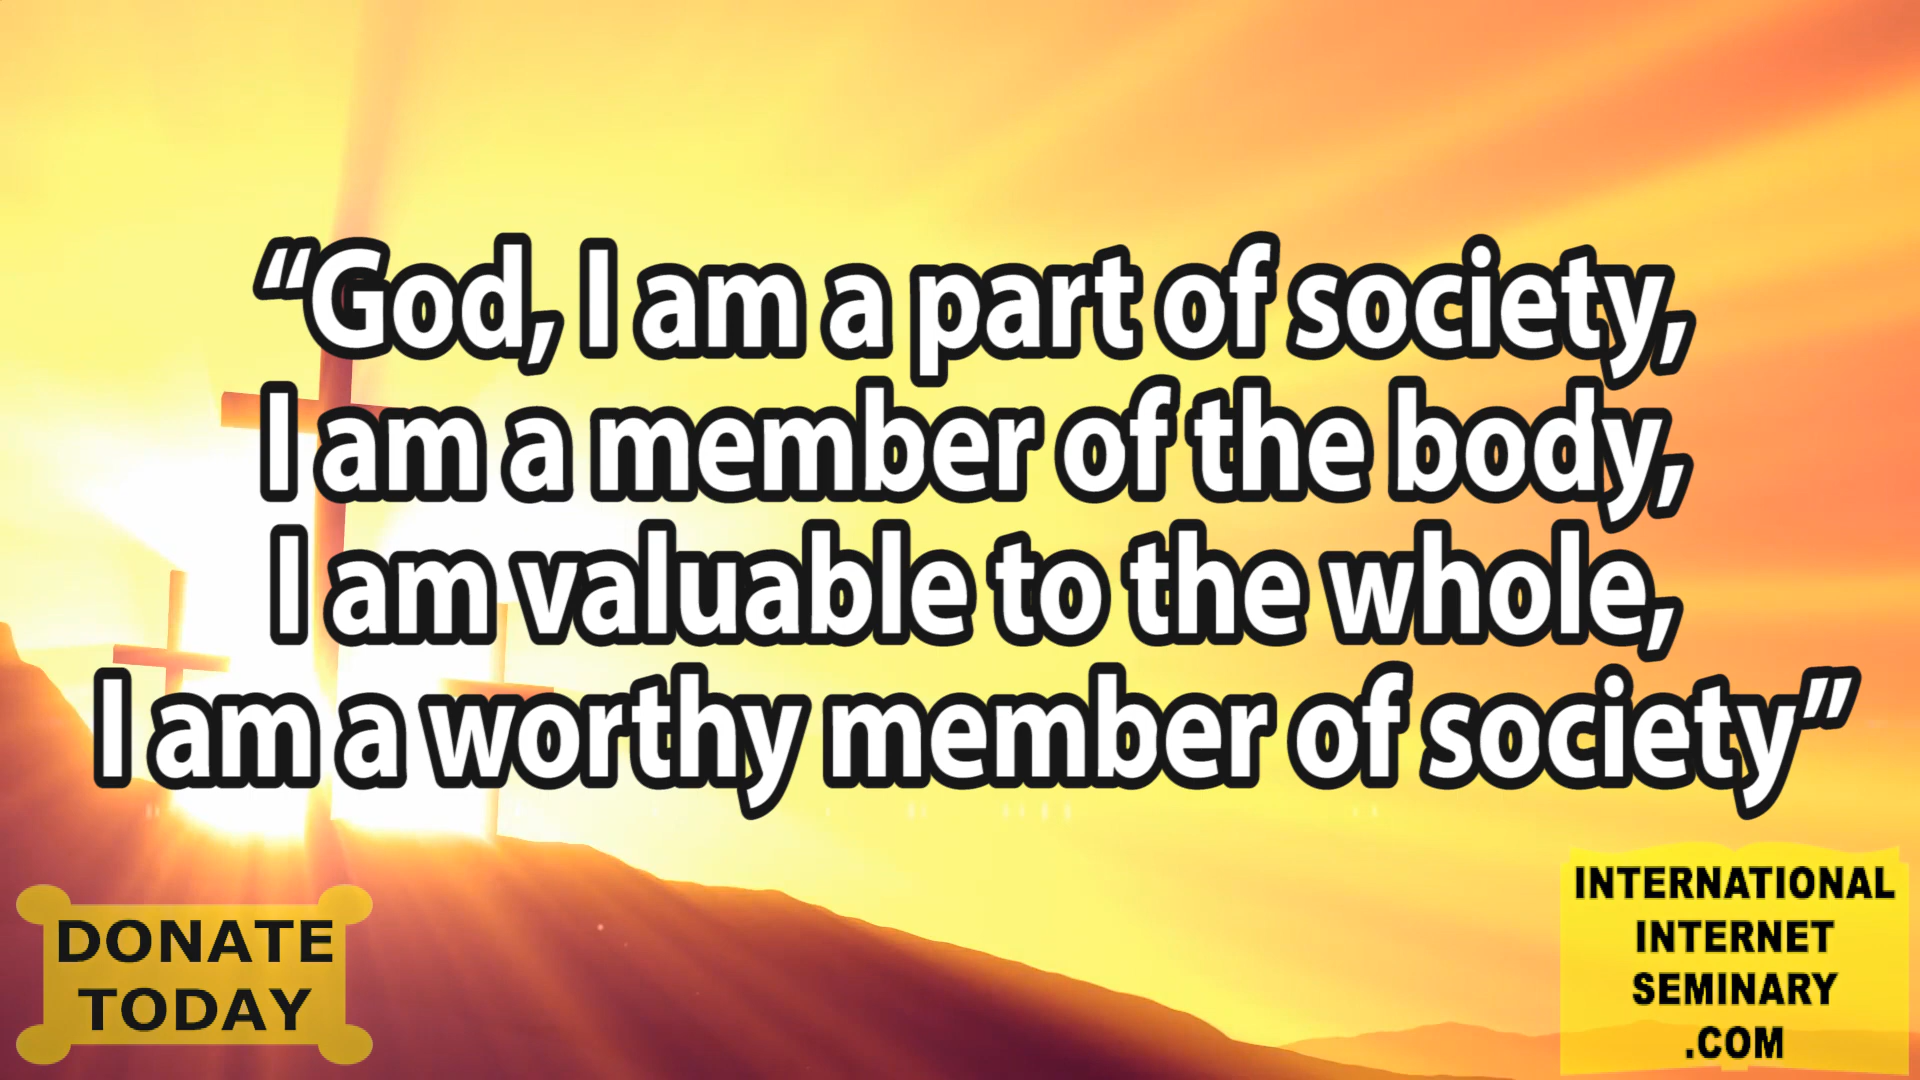 “God, I am a part of society,
I am a member of the body,
I am valuable to the whole,
I am a worthy member of society”
DONATE
TODAY
INTERNATIONAL
INTERNET
SEMINARY
.COM